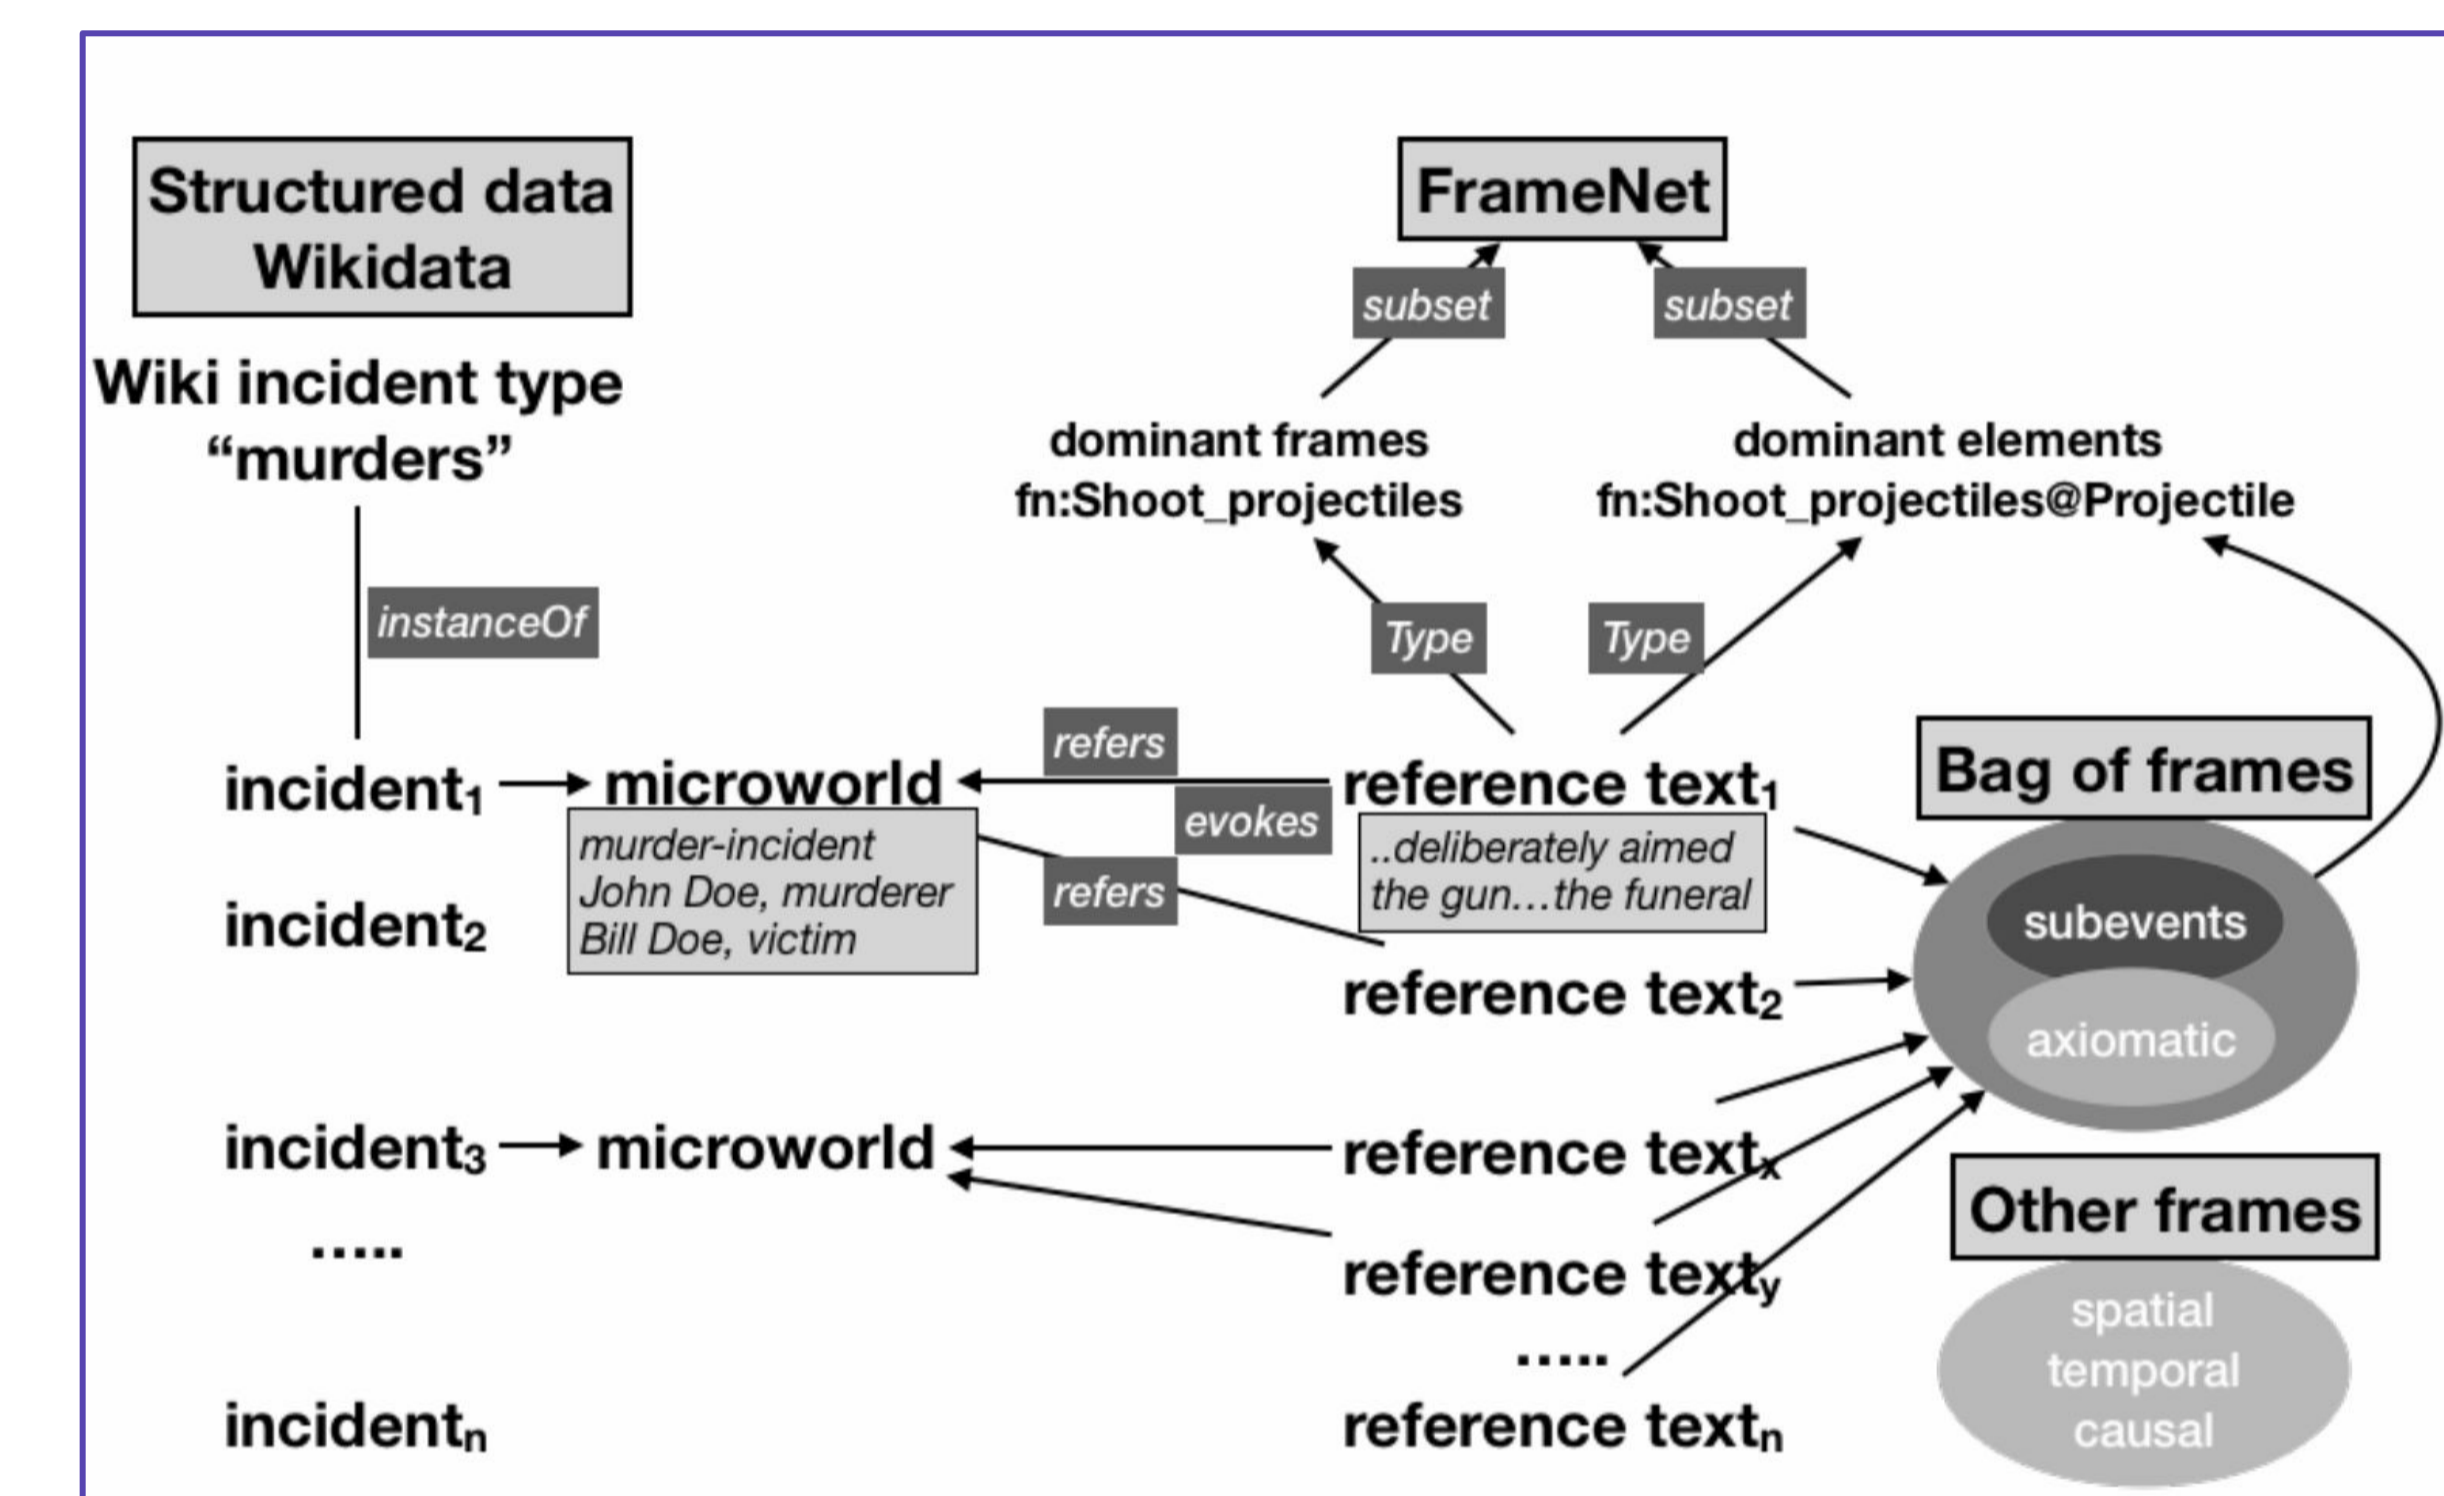 Structured data
Wikidata
Wiki incident type
“murders”
instanceOf
FrameNet
subset
subset
dominant frames
fn:Shoot_projectiles
dominant elements
fn:Shoot_projectiles@Projectile
Type
Type
incident₁
microworld
refers
evokes
reference text₁
murder-incident
John Doe, murderer
Bill Doe, victim
refers
..deliberately aimed
the gun...the funeral
Bag of frames
subevents
axiomatic
incident₂
reference text₂
incident₃
microworld
reference textₓ
.....
reference texty
.....
incidentₙ
reference textₙ
Other frames
spatial
temporal
causal